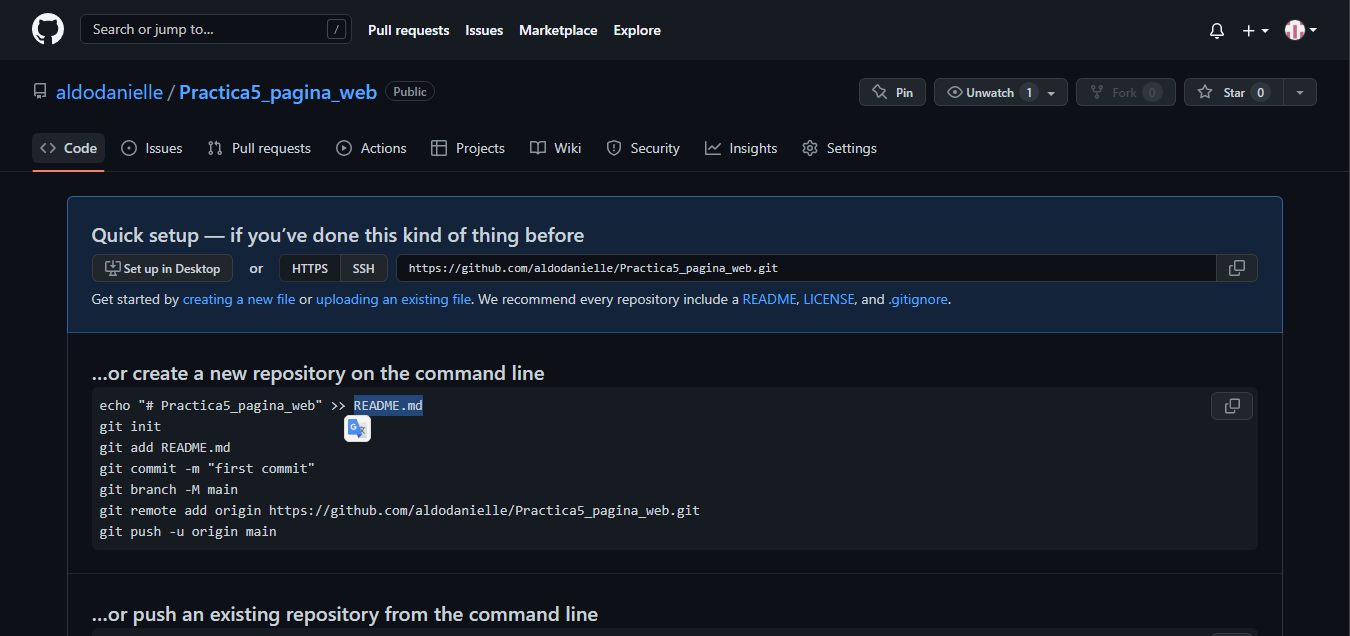 Search or jump to... /
Pull requests Issues Marketplace Explore
aldodanielle / Practica5_pagina_web Public
Pin Unwatch 1 Fork 0 Star 0
Code Issues Pull requests Actions Projects Wiki Security Insights Settings
Quick setup — if you’ve done this kind of thing before
Set up in Desktop or HTTPS SSH https://github.com/aldodanielle/Practica5_pagina_web.git
Get started by creating a new file or uploading an existing file. We recommend every repository include a README, LICENSE, and .gitignore.
…or create a new repository on the command line
echo "# Practica5_pagina_web" >> README.md
git init
git add README.md
git commit -m "first commit"
git branch -M main
git remote add origin https://github.com/aldodanielle/Practica5_pagina_web.git
git push -u origin main
…or push an existing repository from the command line